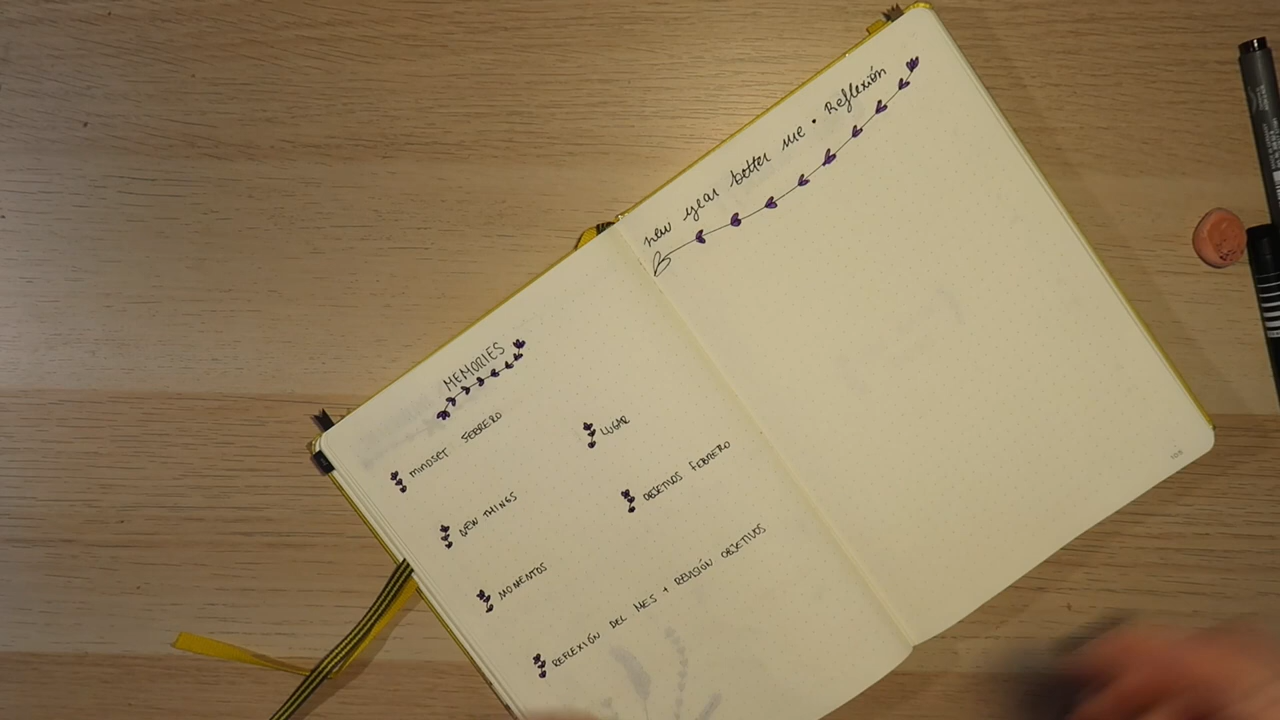 MEMORIES
mindset FEBRERO
LUGAR
NEW THINGS
OBJETIVOS FEBRERO
MOMENTOS
REFLEXIÓN DEL MES + REVISIÓN OBJETIVOS
new year better me • Reflexión